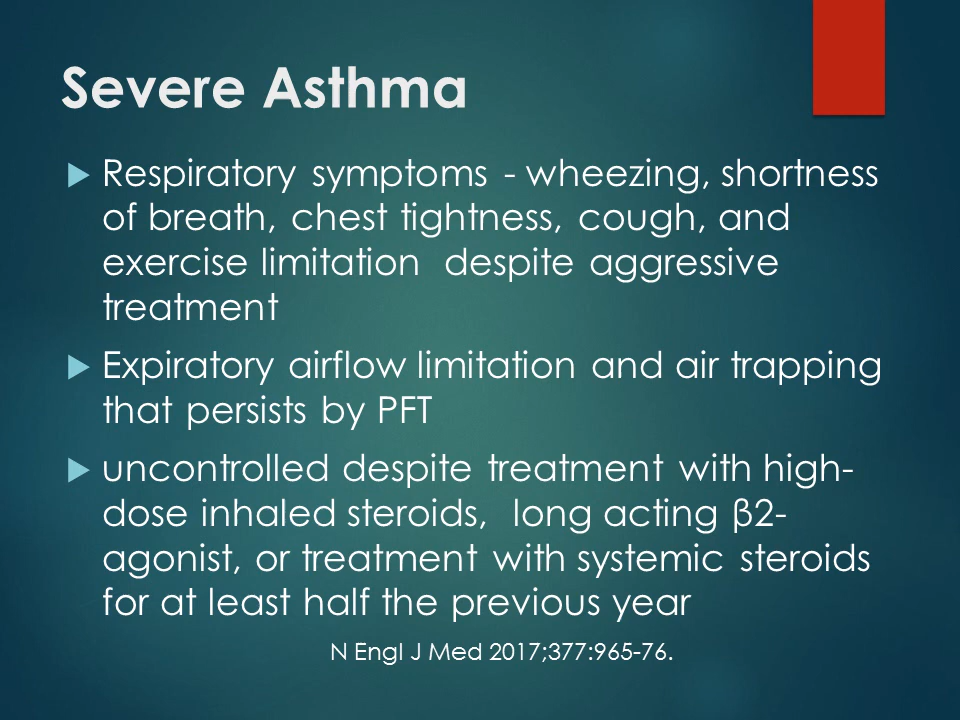 Severe Asthma
Respiratory symptoms - wheezing, shortness
of breath, chest tightness, cough, and
exercise limitation  despite aggressive
treatment
Expiratory airflow limitation and air trapping
that persists by PFT
uncontrolled despite treatment with high-
dose inhaled steroids,  long acting β2-
agonist, or treatment with systemic steroids
for at least half the previous year
N Engl J Med 2017;377:965-76.